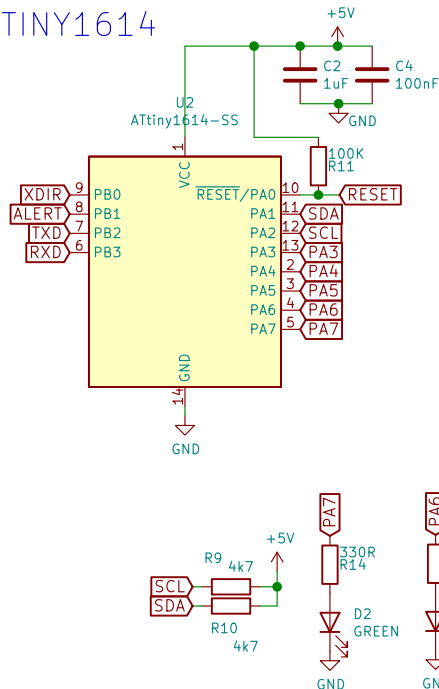 TINY1614
+5V
C2
1uF
C4
100nF
GND
U2
ATtiny1614-SS
1
VCC
100K
R11
XDIR 9 PB0
RESET/PA0 10 RESET
ALERT 8 PB1
PA1 11 SDA
TXD 7 PB2
PA2 12 SCL
RXD 6 PB3
PA3 13 PA3
PA4 2 PA4
PA5 3 PA5
PA6 4 PA6
PA7 5 PA7
GND
14
GND
PA7
PA6
+5V
R9
4k7
330R
R14
SCL
SDA
R10
4k7
D2
GREEN
GND